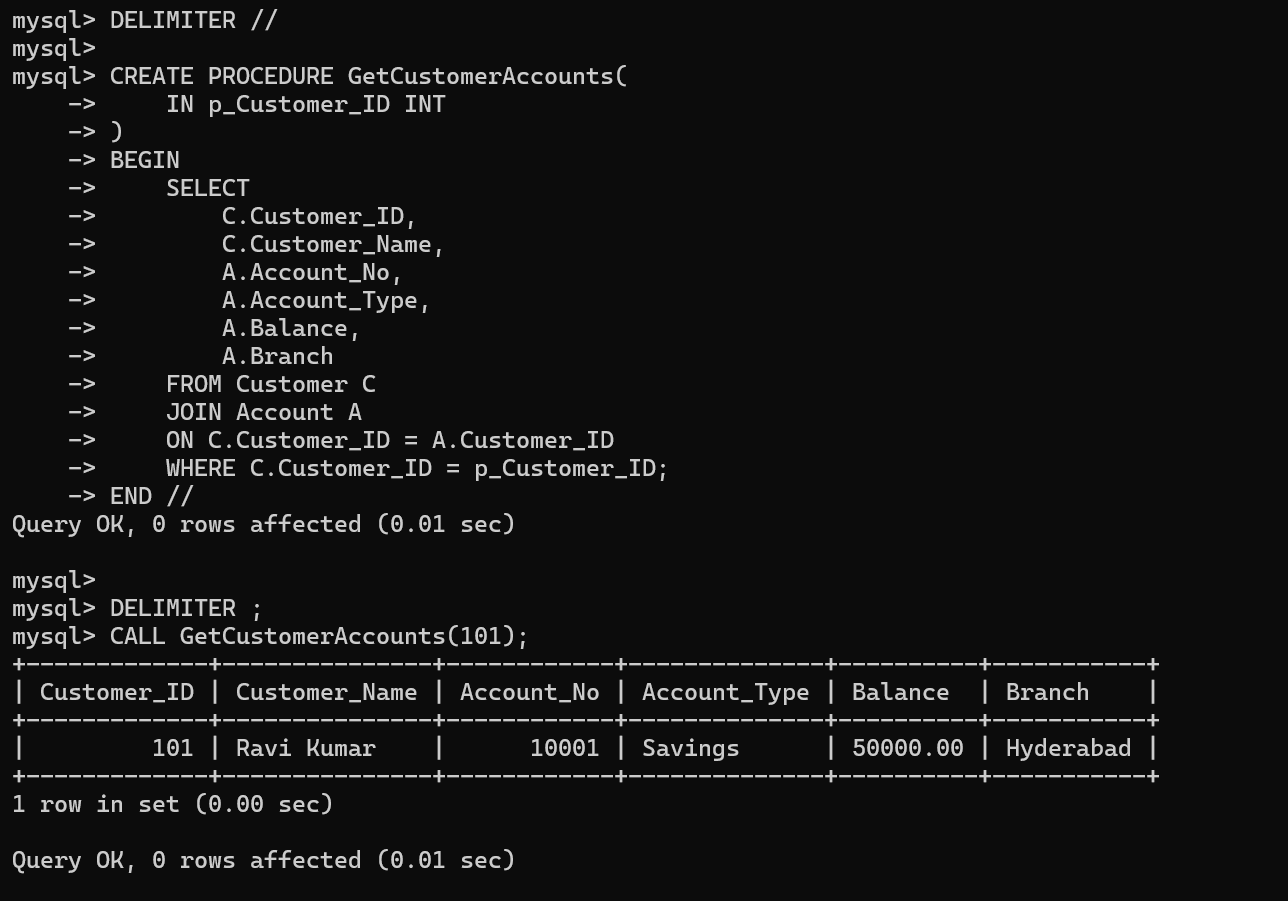 mysql> DELIMITER //
mysql>
mysql> CREATE PROCEDURE GetCustomerAccounts(
    ->     IN p_Customer_ID INT
    -> )
    -> BEGIN
    ->     SELECT
    ->         C.Customer_ID,
    ->         C.Customer_Name,
    ->         A.Account_No,
    ->         A.Account_Type,
    ->         A.Balance,
    ->         A.Branch
    ->     FROM Customer C
    ->     JOIN Account A
    ->     ON C.Customer_ID = A.Customer_ID
    ->     WHERE C.Customer_ID = p_Customer_ID;
    -> END //
Query OK, 0 rows affected (0.01 sec)

mysql>
mysql> DELIMITER ;
mysql> CALL GetCustomerAccounts(101);
+-------------+---------------+------------+--------------+----------+-----------+
| Customer_ID | Customer_Name | Account_No | Account_Type | Balance  | Branch    |
+-------------+---------------+------------+--------------+----------+-----------+
|         101 | Ravi Kumar    |      10001 | Savings      | 50000.00 | Hyderabad |
+-------------+---------------+------------+--------------+----------+-----------+
1 row in set (0.00 sec)

Query OK, 0 rows affected (0.01 sec)